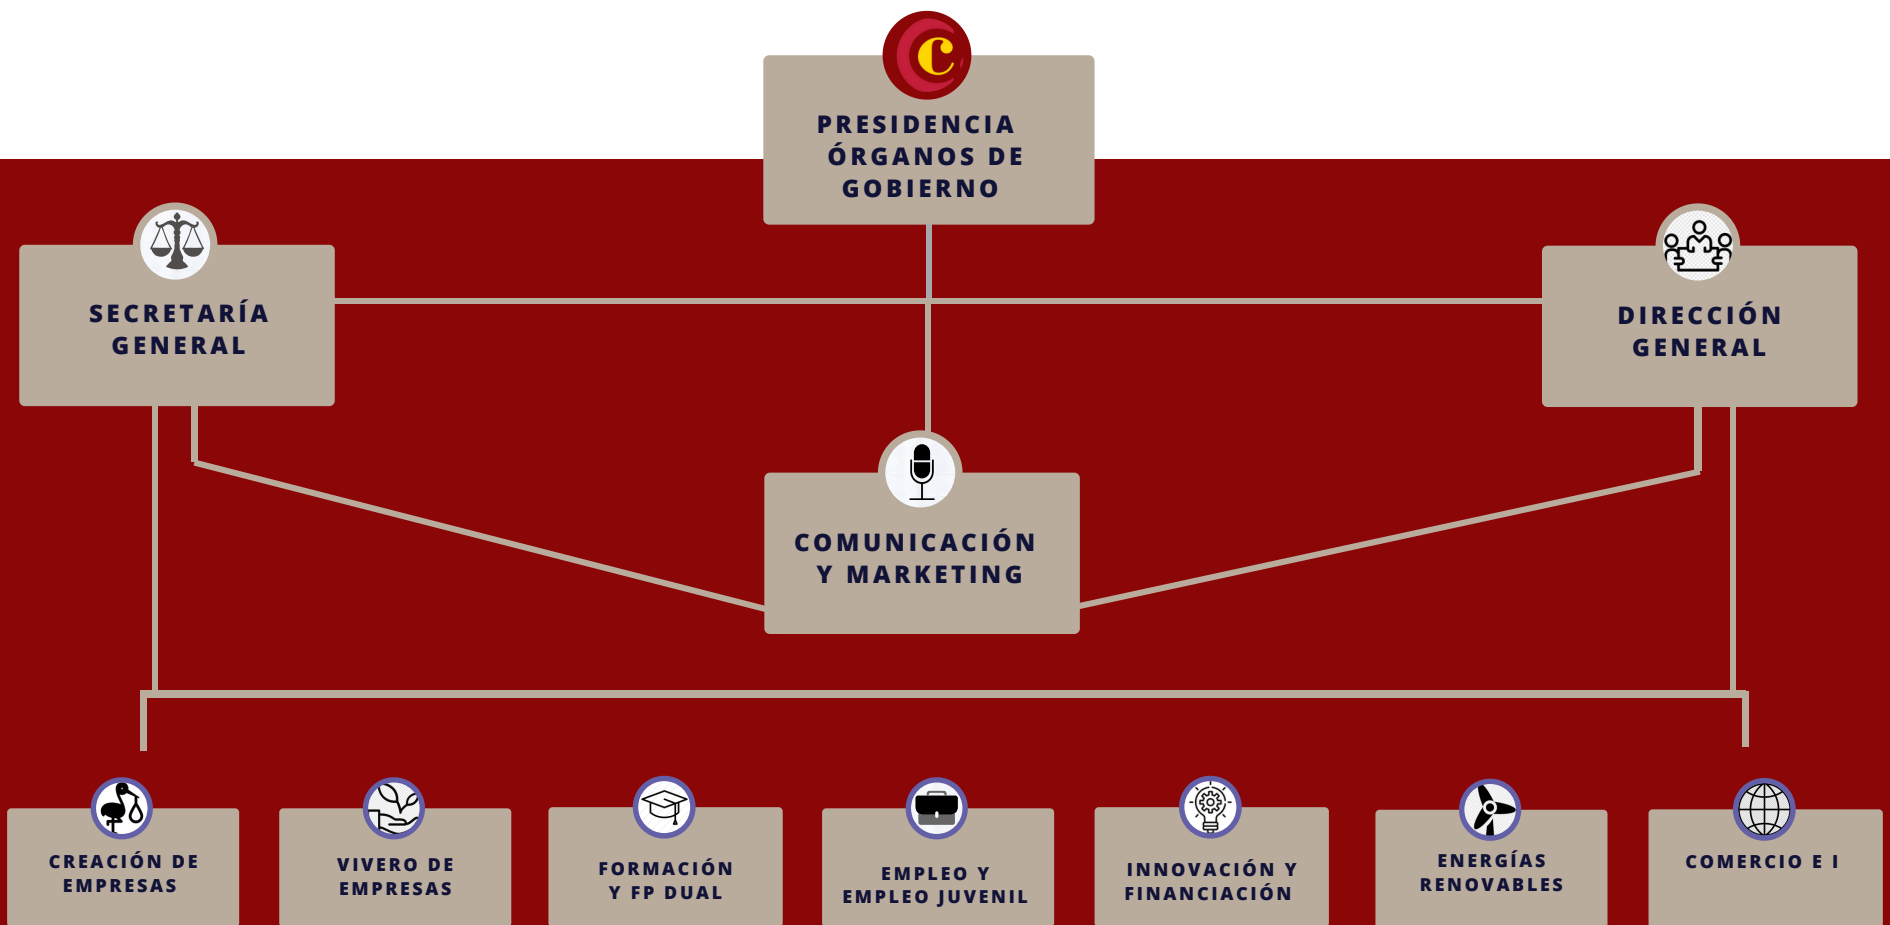 C
PRESIDENCIA
ÓRGANOS DE
GOBIERNO
SECRETARÍA
GENERAL
DIRECCIÓN
GENERAL
COMUNICACIÓN
Y MARKETING
CREACIÓN DE
EMPRESAS
VIVERO DE
EMPRESAS
FORMACIÓN
Y FP DUAL
EMPLEO Y
EMPLEO JUVENIL
INNOVACIÓN Y
FINANCIACIÓN
ENERGÍAS
RENOVABLES
COMERCIO E I